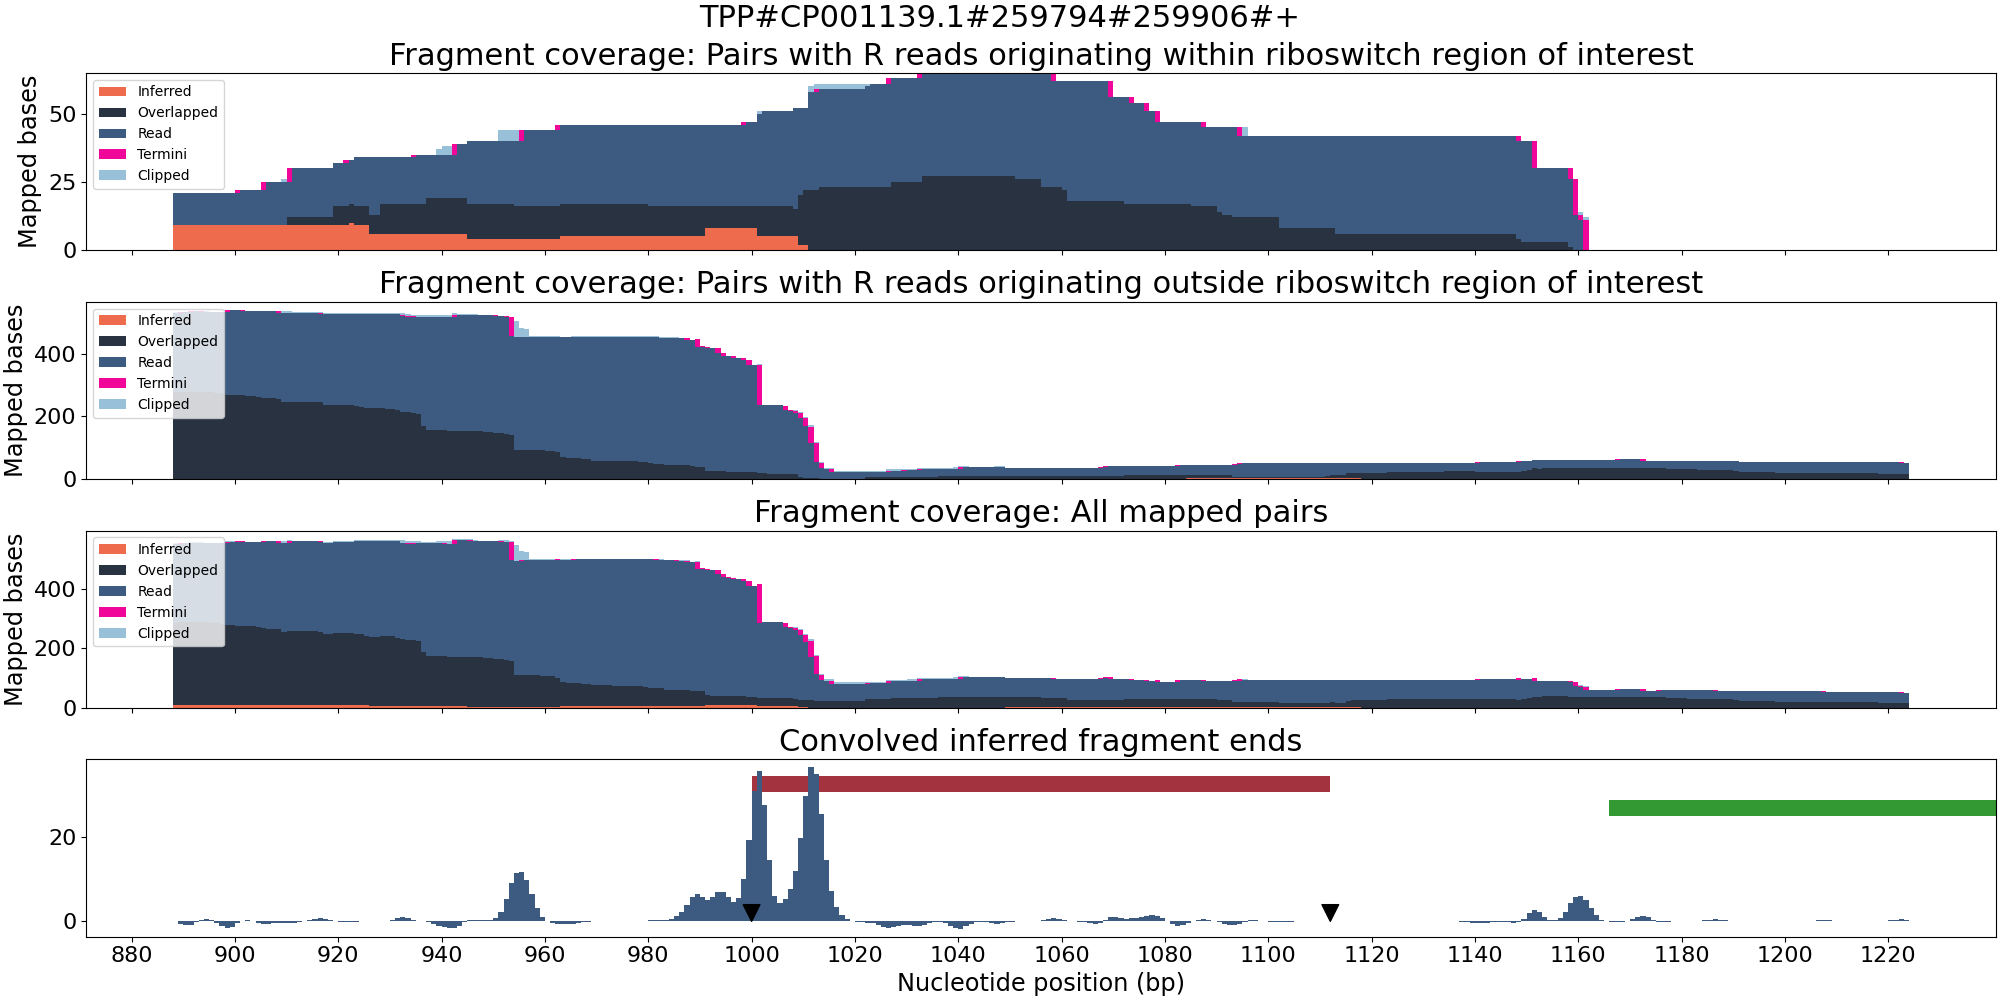 TPP#CP001139.1#259794#259906#+
Fragment coverage: Pairs with R reads originating within riboswitch region of interest
Mapped bases
50
25
0
Inferred
Overlapped
Read
Termini
Clipped
Fragment coverage: Pairs with R reads originating outside riboswitch region of interest
Mapped bases
400
200
0
Inferred
Overlapped
Read
Termini
Clipped
Fragment coverage: All mapped pairs
Mapped bases
400
200
0
Inferred
Overlapped
Read
Termini
Clipped
Convolved inferred fragment ends
20
0
880 900 920 940 960 980 1000 1020 1040 1060 1080 1100 1120 1140 1160 1180 1200 1220
Nucleotide position (bp)